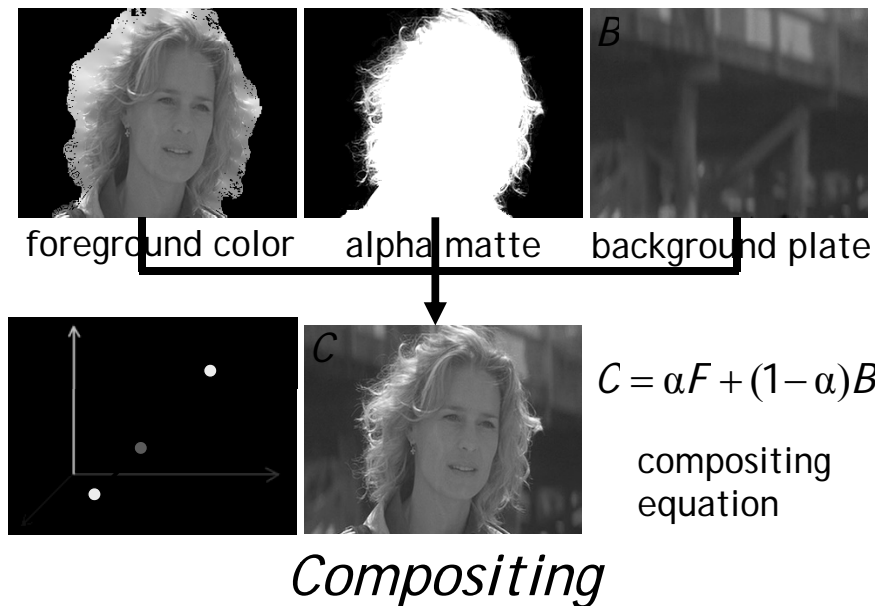 B
foreground color
alpha matte
background plate
C
C = αF + (1 − α)B
compositing
equation
Compositing